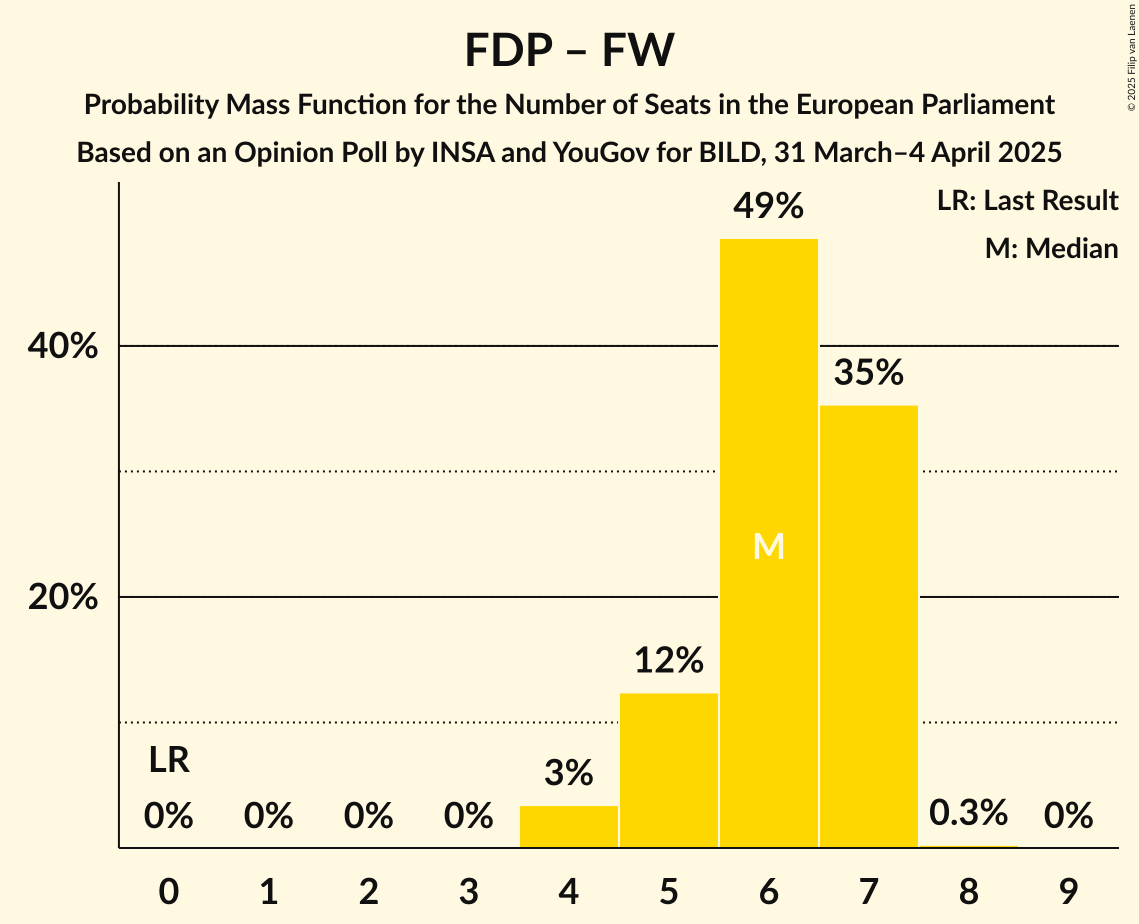 FDP – FW
Probability Mass Function for the Number of Seats in the European Parliament
Based on an Opinion Poll by INSA and YouGov for BILD, 31 March–4 April 2025
© 2025 Filip van Laenen
LR: Last Result
M: Median
49%
40%
35%
M
20%
12%
LR
3%
0% 0% 0% 0% 0.3% 0%
0 1 2 3 4 5 6 7 8 9